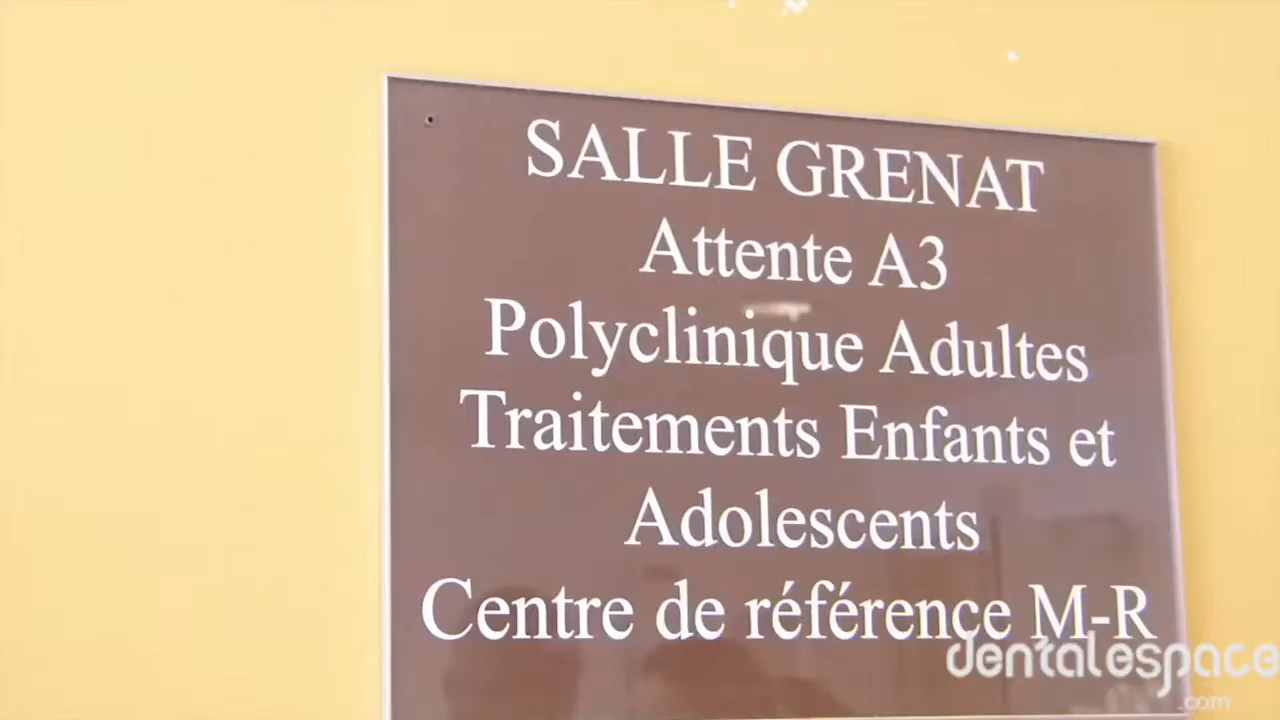 SALLE GRENAT
Attente A3
Polyclinique Adultes
Traitements Enfants et
Adolescents
Centre de référence M-R
dentalespace
.com